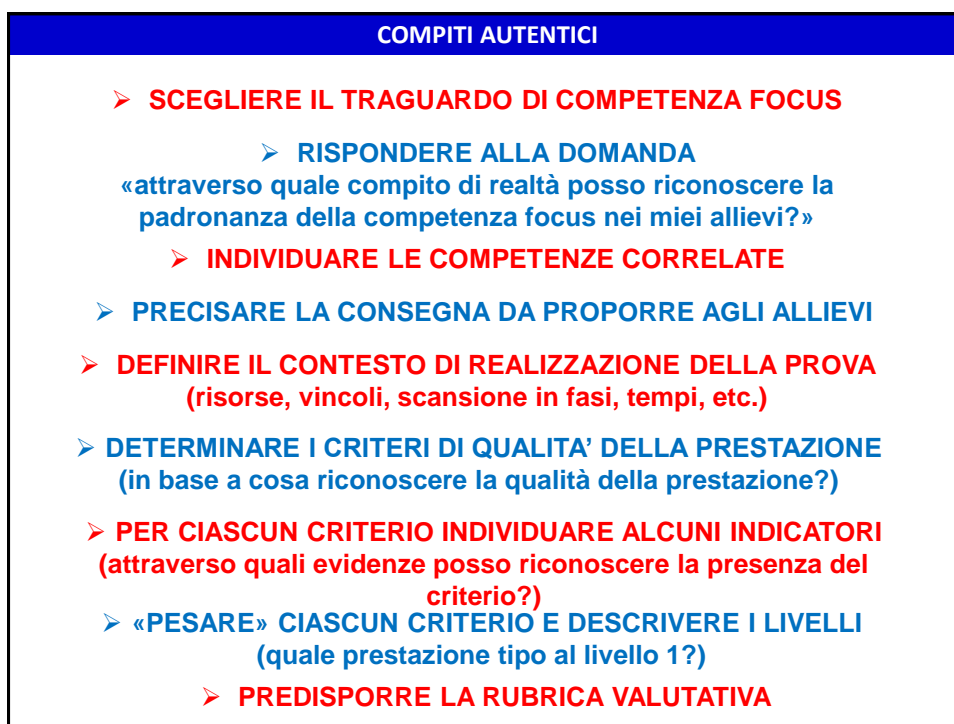 COMPITI AUTENTICI
➢ SCEGLIERE IL TRAGUARDO DI COMPETENZA FOCUS
➢ RISPONDERE ALLA DOMANDA
«attraverso quale compito di realtà posso riconoscere la
padronanza della competenza focus nei miei allievi?»
➢ INDIVIDUARE LE COMPETENZE CORRELATE
➢ PRECISARE LA CONSEGNA DA PROPORRE AGLI ALLIEVI
➢ DEFINIRE IL CONTESTO DI REALIZZAZIONE DELLA PROVA
(risorse, vincoli, scansione in fasi, tempi, etc.)
➢ DETERMINARE I CRITERI DI QUALITA’ DELLA PRESTAZIONE
(in base a cosa riconoscere la qualità della prestazione?)
➢ PER CIASCUN CRITERIO INDIVIDUARE ALCUNI INDICATORI
(attraverso quali evidenze posso riconoscere la presenza del
criterio?)
➢ «PESARE» CIASCUN CRITERIO E DESCRIVERE I LIVELLI
(quale prestazione tipo al livello 1?)
➢ PREDISPORRE LA RUBRICA VALUTATIVA